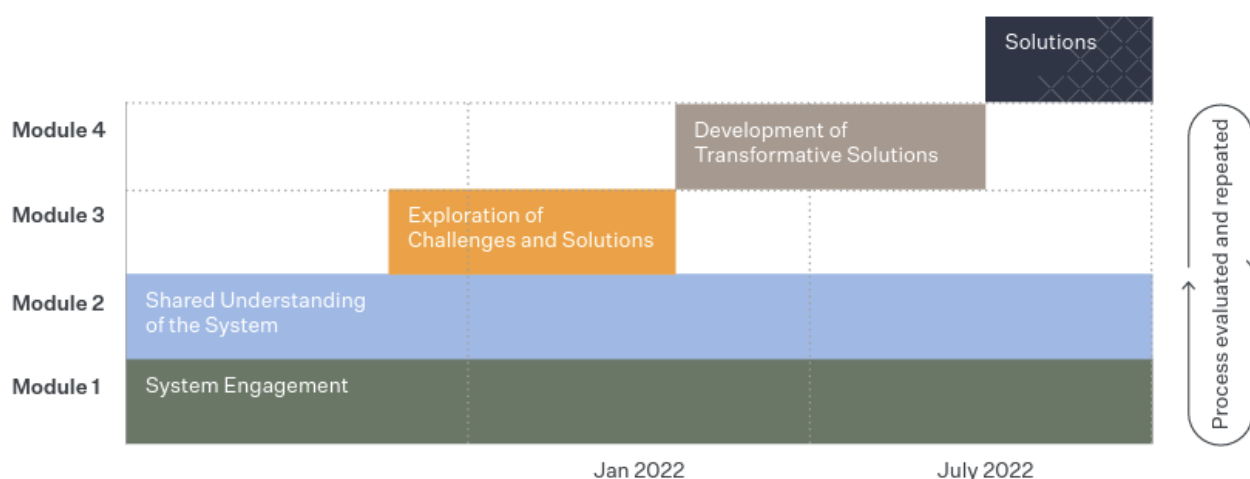 Solutions
Module 4
Development of
Transformative Solutions
Module 3
Exploration of
Challenges and Solutions
Module 2
Shared Understanding
of the System
Module 1
System Engagement
Jan 2022
July 2022
Process evaluated and repeated